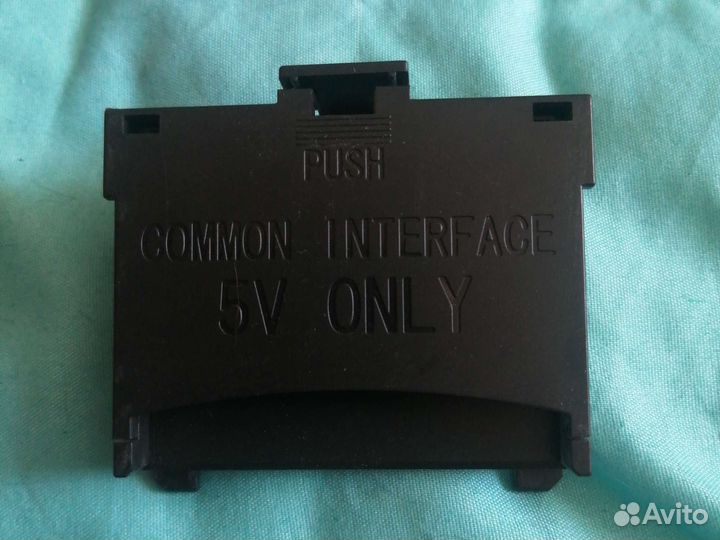 PUSH
COMMON INTERFACE
5V ONLY
Avito